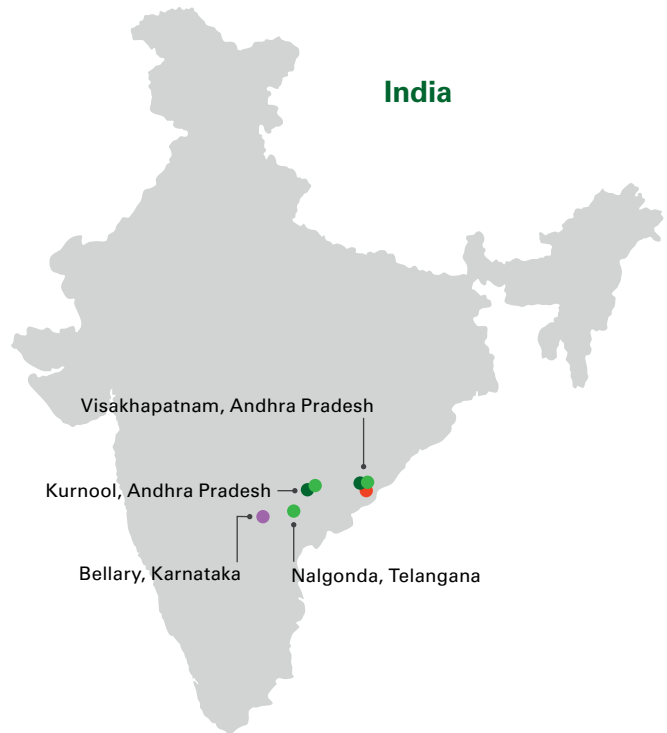 India
Visakhapatnam, Andhra Pradesh
Kurnool, Andhra Pradesh
Bellary, Karnataka
Nalgonda, Telangana